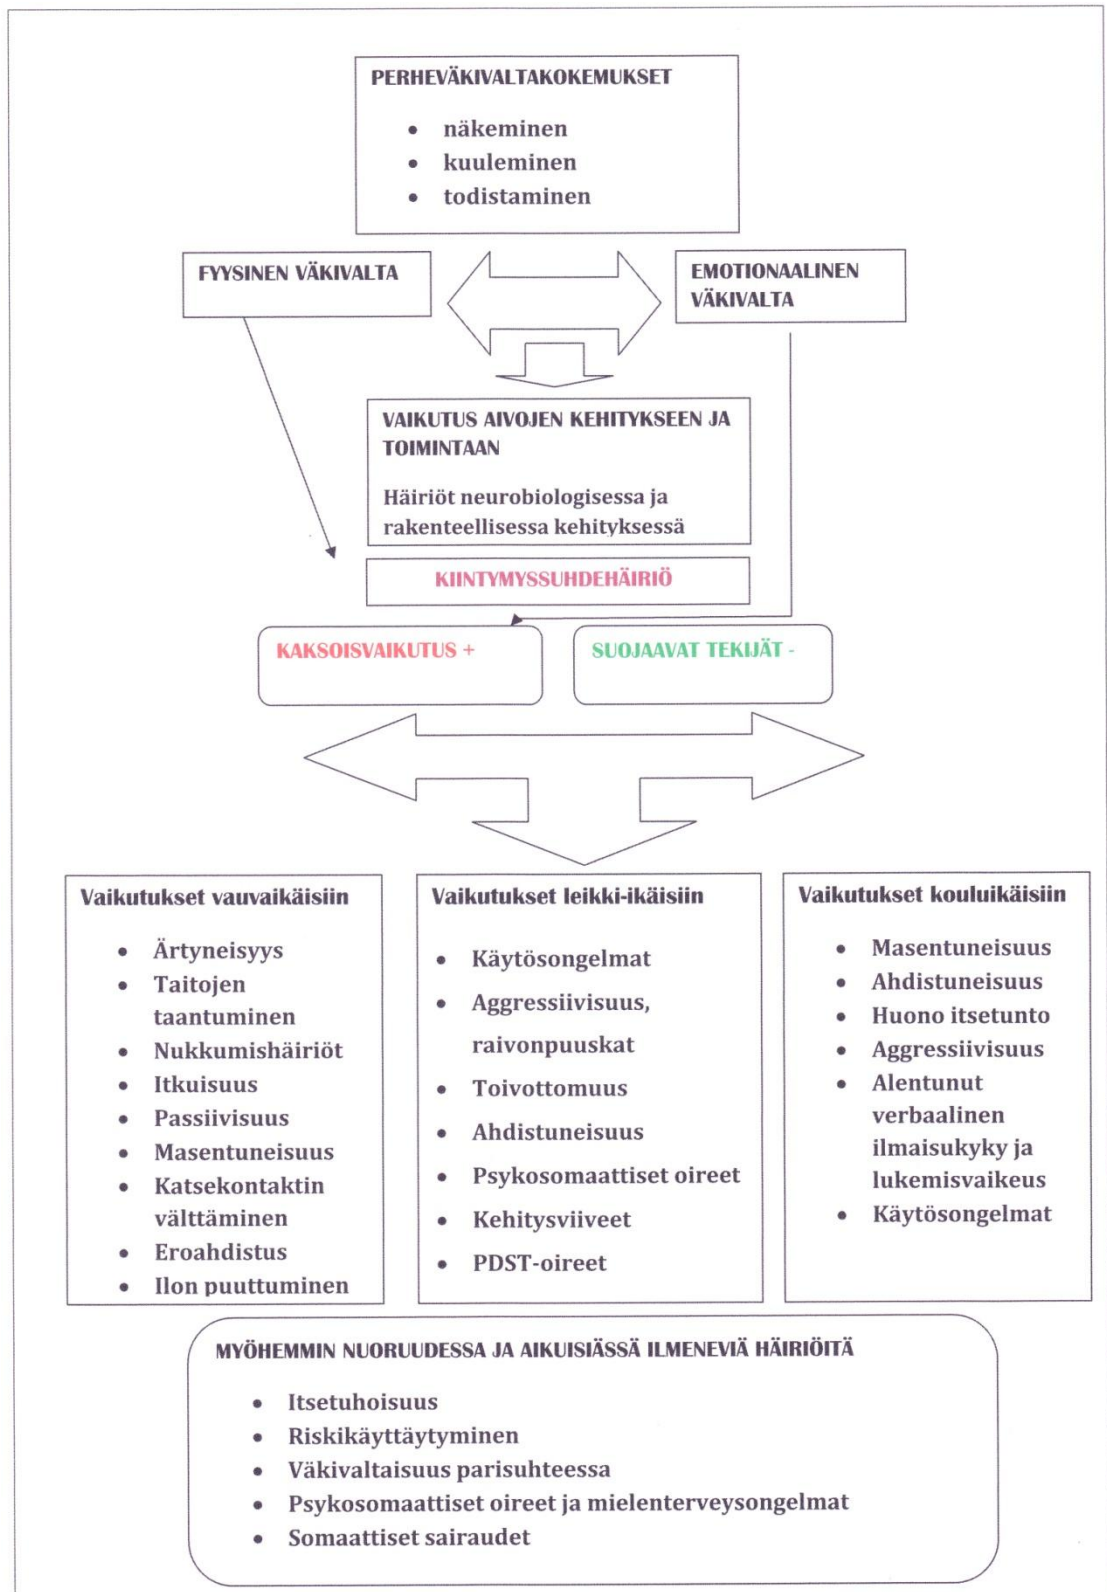 PERHEVÄKIVALTAKOKEMUKSET
• näkeminen
• kuuleminen
• todistaminen
FYYSINEN VÄKIVALTA
EMOTIONAALINEN
VÄKIVALTA
VAIKUTUS AIVOJEN KEHITYKSEEN JA
TOIMINTAAN
Häiriöt neurobiologisessa ja
rakenteellisessa kehityksessä
KIINTYMYSSUHDEHÄIRIÖ
KAKSOISVAIKUTUS +
SUOJAAVAT TEKIJÄT -
Vaikutukset vauvaikäisiin
• Ärtyneisyys
• Taitojen
taantuminen
• Nukkumishäiriöt
• Itkuisuus
• Passiivisuus
• Masentuneisuus
• Katsekontaktin
välttäminen
• Eroahdistus
• Ilon puuttuminen
Vaikutukset leikki-ikäisiin
• Käytösongelmat
• Aggressiivisuus,
raivonpuuskat
• Toivottomuus
• Ahdistuneisuus
• Psykosomaattiset oireet
• Kehitysviiveet
• PDST-oireet
Vaikutukset kouluikäisiin
• Masentuneisuus
• Ahdistuneisuus
• Huono itsetunto
• Aggressiivisuus
• Alentunut
verbaalinen
ilmaisukyky ja
lukemisvaikeus
• Käytösongelmat
MYÖHEMMIN NUORUUDESSA JA AIKUISIÄSSÄ ILMENEVIÄ HÄIRIÖITÄ
• Itsetuhoisuus
• Riskikäyttäytyminen
• Väkivaltaisuus parisuhteessa
• Psykosomaattiset oireet ja mielenterveysongelmat
• Somaattiset sairaudet